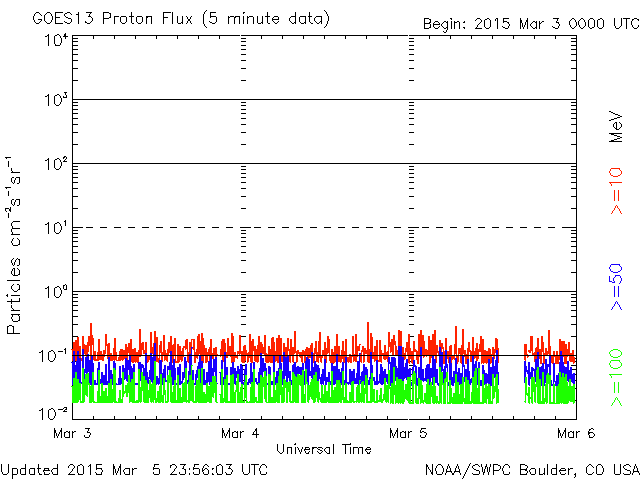 GOES13 Proton Flux (5 minute data)
Begin: 2015 Mar 3 0000 UTC
10⁴
10³
10²
10¹
10⁰
10⁻¹
10⁻²
Particles cm⁻²s⁻¹sr⁻¹
MeV
>=10
>=50
>=100
Mar 3
Mar 4
Mar 5
Mar 6
Universal Time
Updated 2015 Mar 5 23:56:03 UTC
NOAA/SWPC Boulder, CO USA